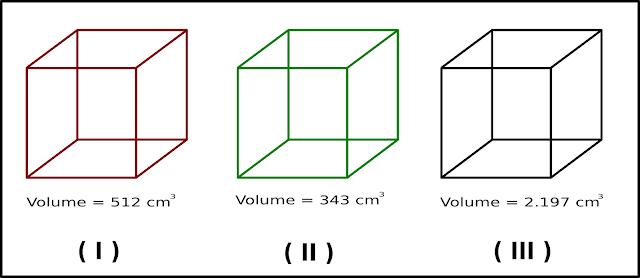 Volume = 512 cm³ Volume = 343 cm³ Volume = 2.197 cm³
( I ) ( II ) ( III )